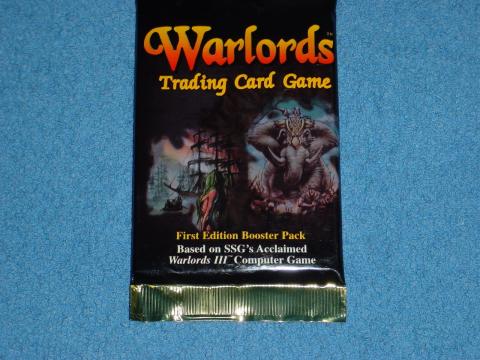 Warlords™
Trading Card Game
First Edition Booster Pack
Based on SSG's Acclaimed
Warlords III™ Computer Game